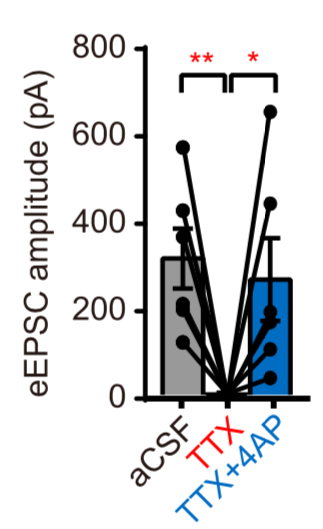 eEPSC amplitude (pA)
800
600
400
200
0
** *
aCSF
TTX
TTX+4AP